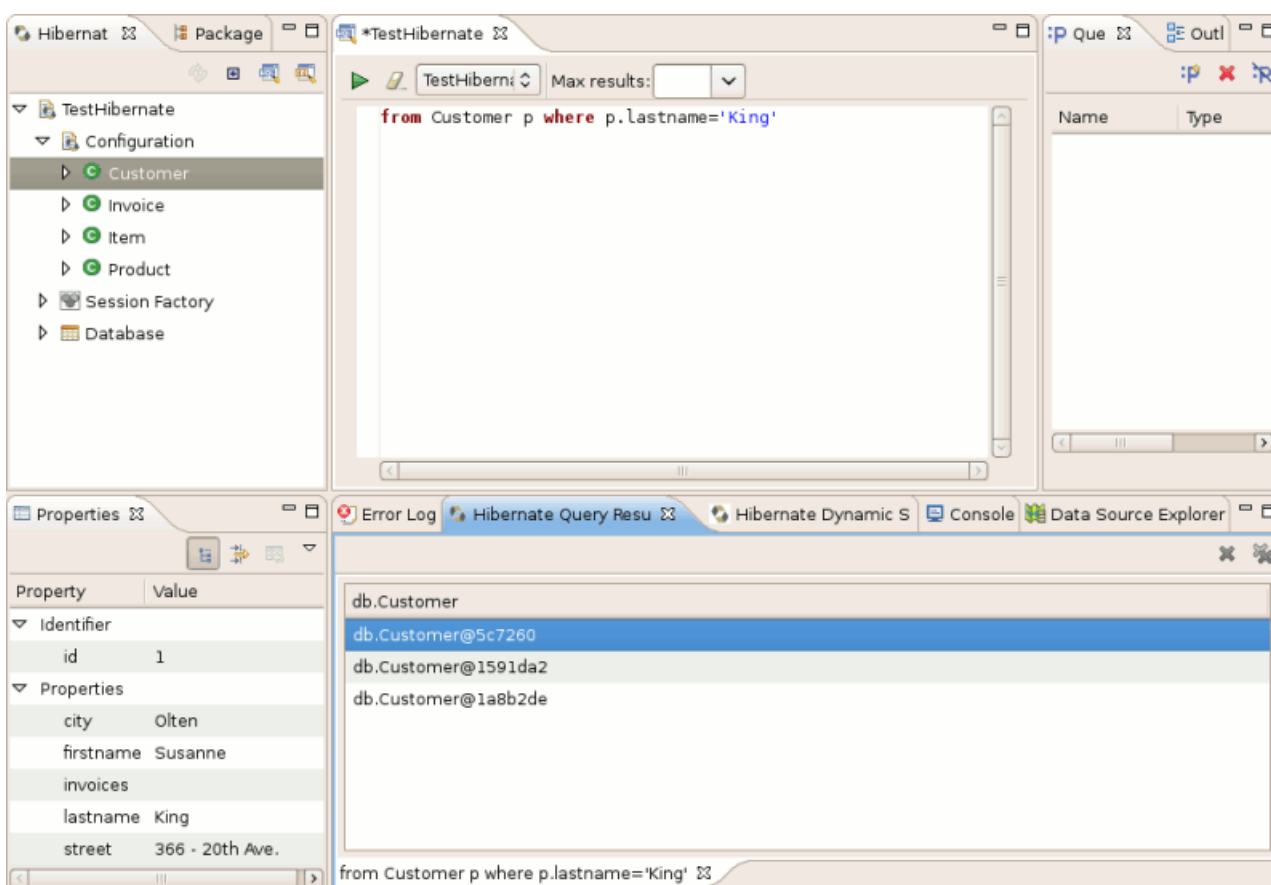 Hibernat
Package
TestHibernate
Configuration
Customer
Invoice
Item
Product
Session Factory
Database
*TestHibernate
TestHiberna
Max results:
from Customer p where p.lastname='King'
:P Que
Outl
:P
Name Type
Properties
Property Value
Identifier
id 1
Properties
city Olten
firstname Susanne
invoices
lastname King
street 366 - 20th Ave.
Error Log
Hibernate Query Resu
Hibernate Dynamic S
Console
Data Source Explorer
db.Customer
db.Customer@5c7260
db.Customer@1591da2
db.Customer@1a8b2de
from Customer p where p.lastname='King'